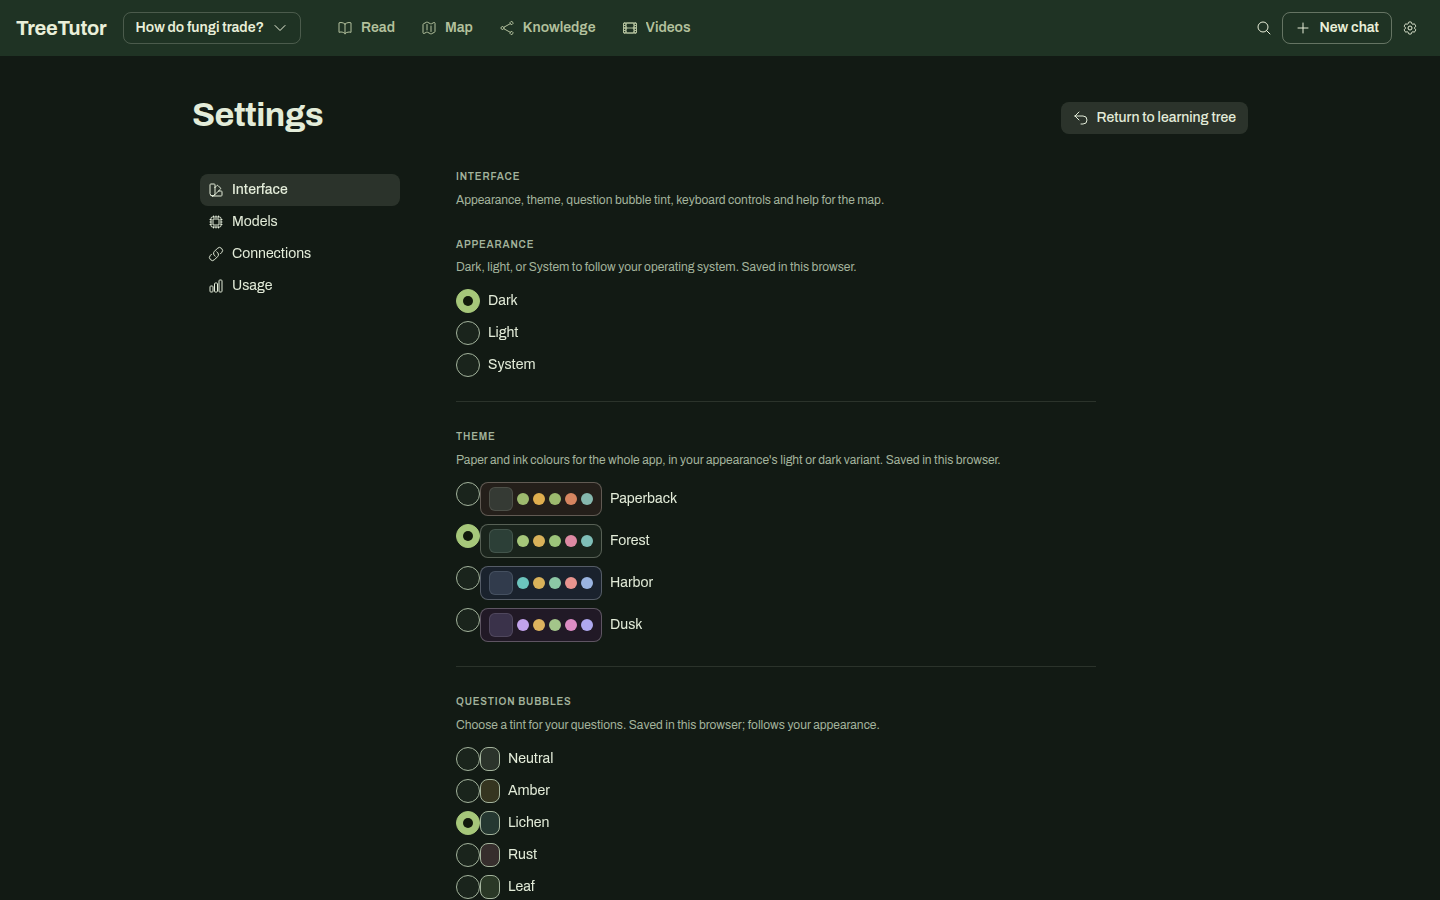 TreeTutor
How do fungi trade?
Read
Map
Knowledge
Videos
New chat
Settings
Return to learning tree
Interface
Models
Connections
Usage
INTERFACE
Appearance, theme, question bubble tint, keyboard controls and help for the map.
APPEARANCE
Dark, light, or System to follow your operating system. Saved in this browser.
Dark
Light
System
THEME
Paper and ink colours for the whole app, in your appearance's light or dark variant. Saved in this browser.
Paperback
Forest
Harbor
Dusk
QUESTION BUBBLES
Choose a tint for your questions. Saved in this browser; follows your appearance.
Neutral
Amber
Lichen
Rust
Leaf